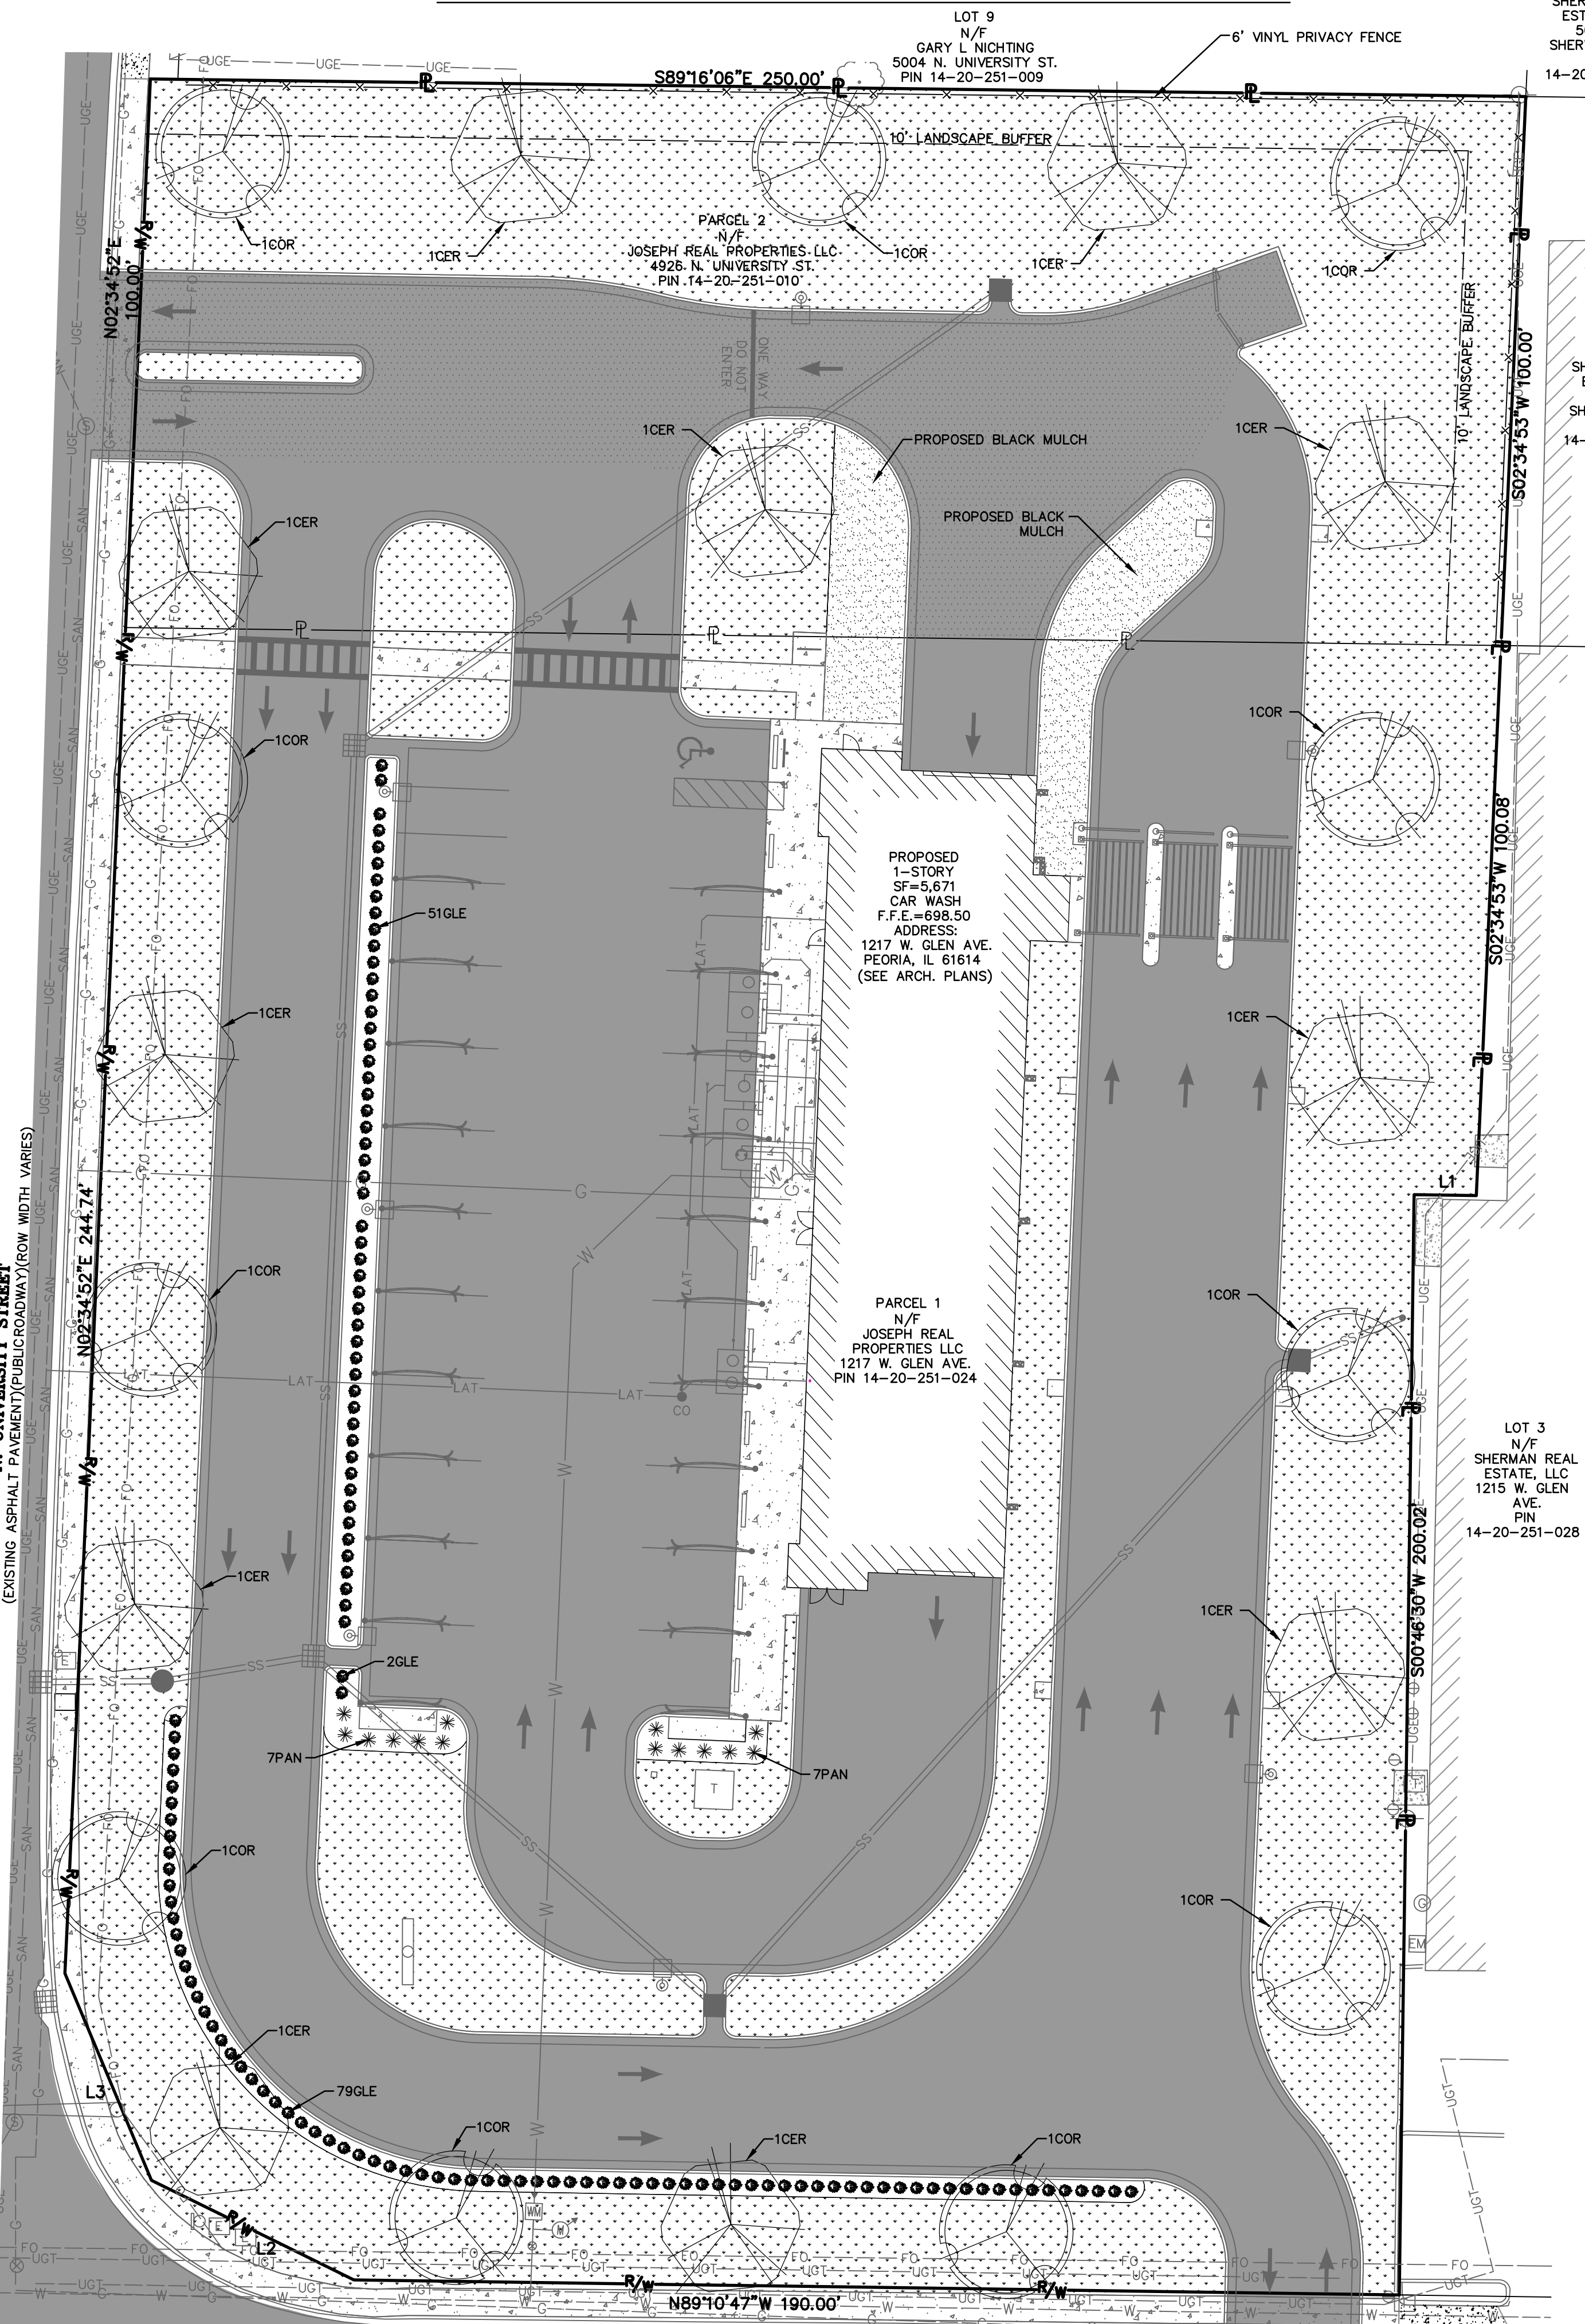 LOT 9
N/F
GARY L NICHTING
5004 N. UNIVERSITY ST.
PIN 14-20-251-009
6' VINYL PRIVACY FENCE
S89°16'06"E 250.00'
10' LANDSCAPE BUFFER
PARCEL 2
N/F
JOSEPH REAL PROPERTIES LLC
4926 N. UNIVERSITY ST.
PIN 14-20-251-010
1COR
1CER
1COR
1CER
1COR
N02°34'52"E
100.00'
10' LANDSCAPE BUFFER
S02°34'53"W 100.00'
ONE WAY
DO NOT
ENTER
1CER
PROPOSED BLACK MULCH
1CER
PROPOSED BLACK
MULCH
1CER
1COR
1COR
S02°34'53"W 100.08'
PROPOSED
1-STORY
SF=5,671
CAR WASH
F.F.E.=698.50
ADDRESS:
1217 W. GLEN AVE.
PEORIA, IL 61614
(SEE ARCH. PLANS)
51GLE
1CER
1CER
L1
N. UNIVERSITY STREET
(EXISTING ASPHALT PAVEMENT)(PUBLIC ROADWAY)(ROW WIDTH VARIES)
N02°34'52"E 244.74'
1COR
1COR
PARCEL 1
N/F
JOSEPH REAL
PROPERTIES LLC
1217 W. GLEN AVE.
PIN 14-20-251-024
CO
LOT 3
N/F
SHERMAN REAL
ESTATE, LLC
1215 W. GLEN
AVE.
PIN
14-20-251-028
S00°46'30"W 200.02'
1CER
1CER
2GLE
7PAN
7PAN
T
1COR
1COR
EM
1CER
L3
79GLE
1COR
1CER
1COR
WM
L2
R/W
N89°10'47"W 190.00'